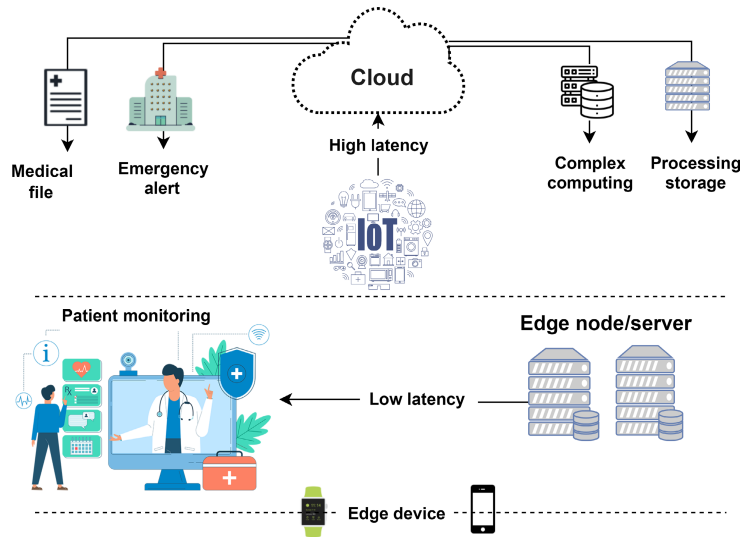 Cloud
High latency
Medical
file
Emergency
alert
Complex
computing
Processing
storage
IoT
Patient monitoring
Edge node/server
i
Rx
Low latency
Edge device